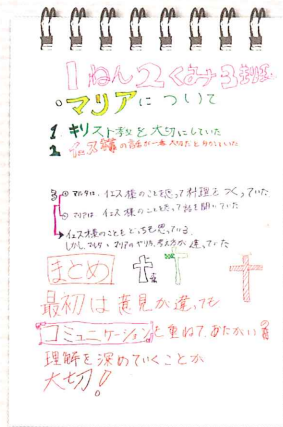 1ねん2くみ3ぱん
○マリアについて
1. キリスト教を大切にしていた
2. イエス様の話が一番大切だと
① マルタは、イエス様のことを思って料理をつくっていた
② マリアは、イエス様のことを思って話を聞いていた
→イエス様のことをどっちも思っている。
しかし、マルタとマリアのやり方、考え方が違っていた
まとめ
最初は意見が違っても
コミュニケーションを重ねて、あたかい
理解を深めていくことが
大切!